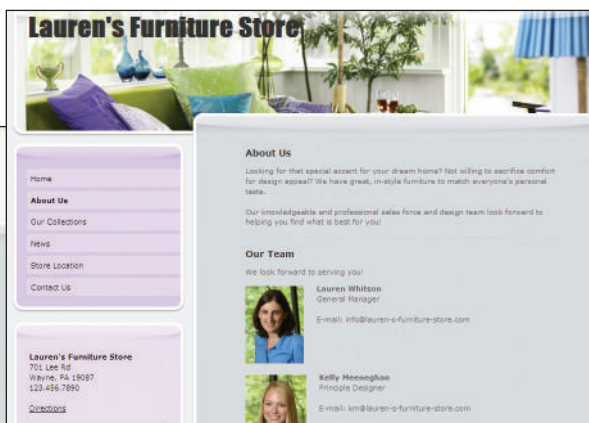 Lauren's Furniture Store
Home
About Us
Our Collections
News
Store Location
Contact Us
Lauren's Furniture Store
701 Lee Rd
Wayne, PA 19087
123.456.7890
Directions
About Us
Looking for that special accent for your dream home? Not willing to sacrifice comfort
for design appeal? We have great, in-style furniture to match everyone's personal
taste.
Our knowledgeable and professional sales force and design team look forward to
helping you find what is best for you!
Our Team
We look forward to serving you!
Lauren Whitson
General Manager
E-mail: info@lauren-s-furniture-store.com
Kelly Meeneghan
Principle Designer
E-mail: km@lauren-s-furniture-store.com